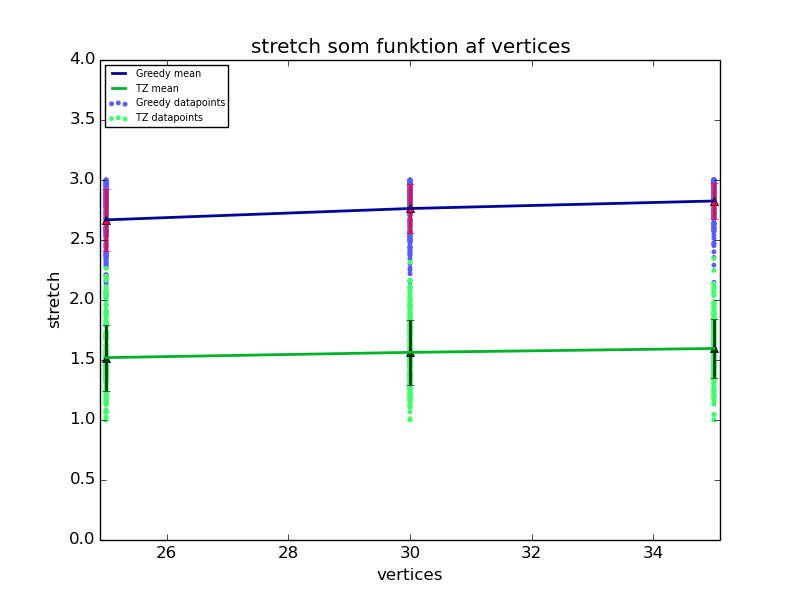 stretch som funktion af vertices
4.0
3.5
3.0
2.5
2.0
1.5
1.0
0.5
0.0
stretch
Greedy mean
TZ mean
Greedy datapoints
TZ datapoints
26
28
30
32
34
vertices